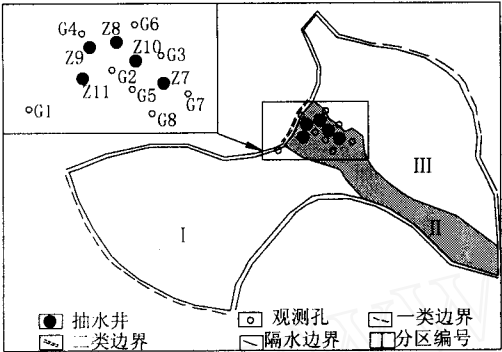 G4 Z8 G6
Z9 Z10 G3
G2
Z11 G5 Z7
G7
G1 G8
III
I
II
抽水井 观测孔 一类边界
二类边界 隔水边界 分区编号